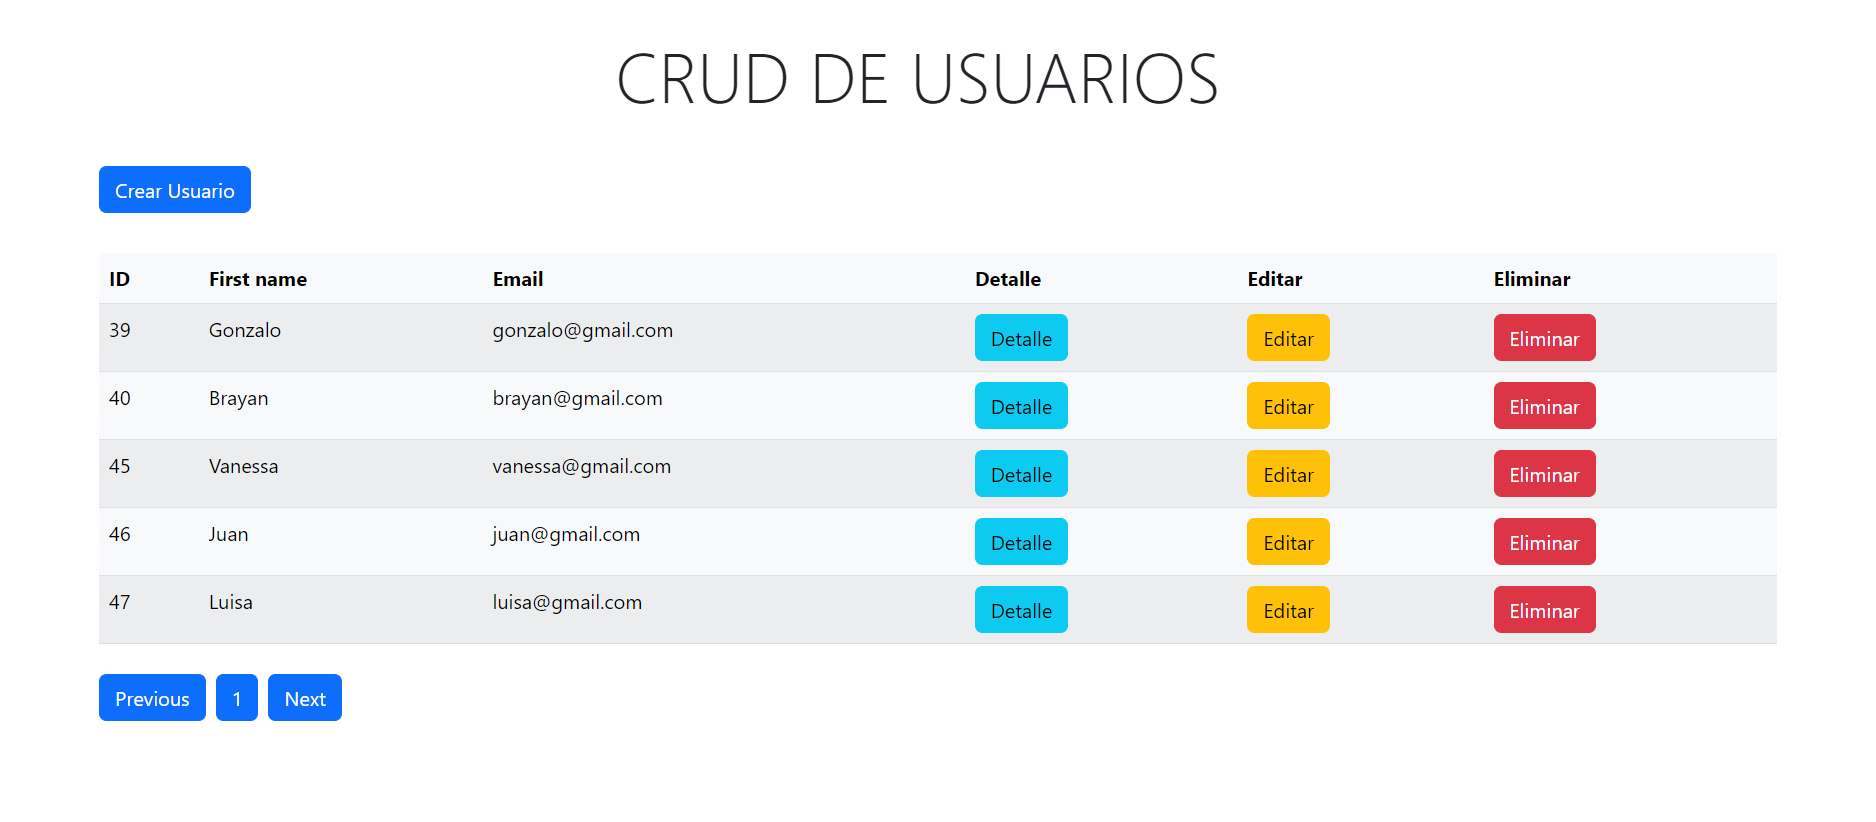 CRUD DE USUARIOS
Crear Usuario
ID First name Email Detalle Editar Eliminar
39 Gonzalo gonzalo@gmail.com Detalle Editar Eliminar
40 Brayan brayan@gmail.com Detalle Editar Eliminar
45 Vanessa vanessa@gmail.com Detalle Editar Eliminar
46 Juan juan@gmail.com Detalle Editar Eliminar
47 Luisa luisa@gmail.com Detalle Editar Eliminar
Previous 1 Next